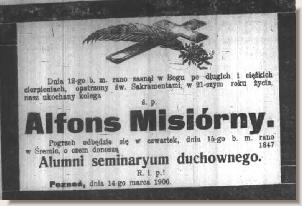 Dnia 12-go b. m. rano zasnął w Bogu po długich i ciężkich
cierpieniach, opatrzony św. Sakramentami, w 21-szym roku życia,
nasz ukochany kolega
ś. p.
Alfons Misiórny.
Pogrzeb odbędzie się w czwartek, dnia 15-go b. m. rano
w Śremie, o czem donoszą 1847
Alumni seminaryum duchownego.
R. i. p.!
Poznań, dnia 14-go marca 1906.